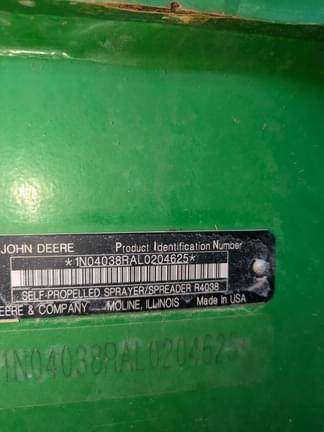 JOHN DEERE Product Identification Number
*1N04038RAL0204625*
SELF-PROPELLED SPRAYER/SPREADER R4038
DEERE & COMPANY MOLINE, ILLINOIS Made In USA
1N04038RAL0204625*